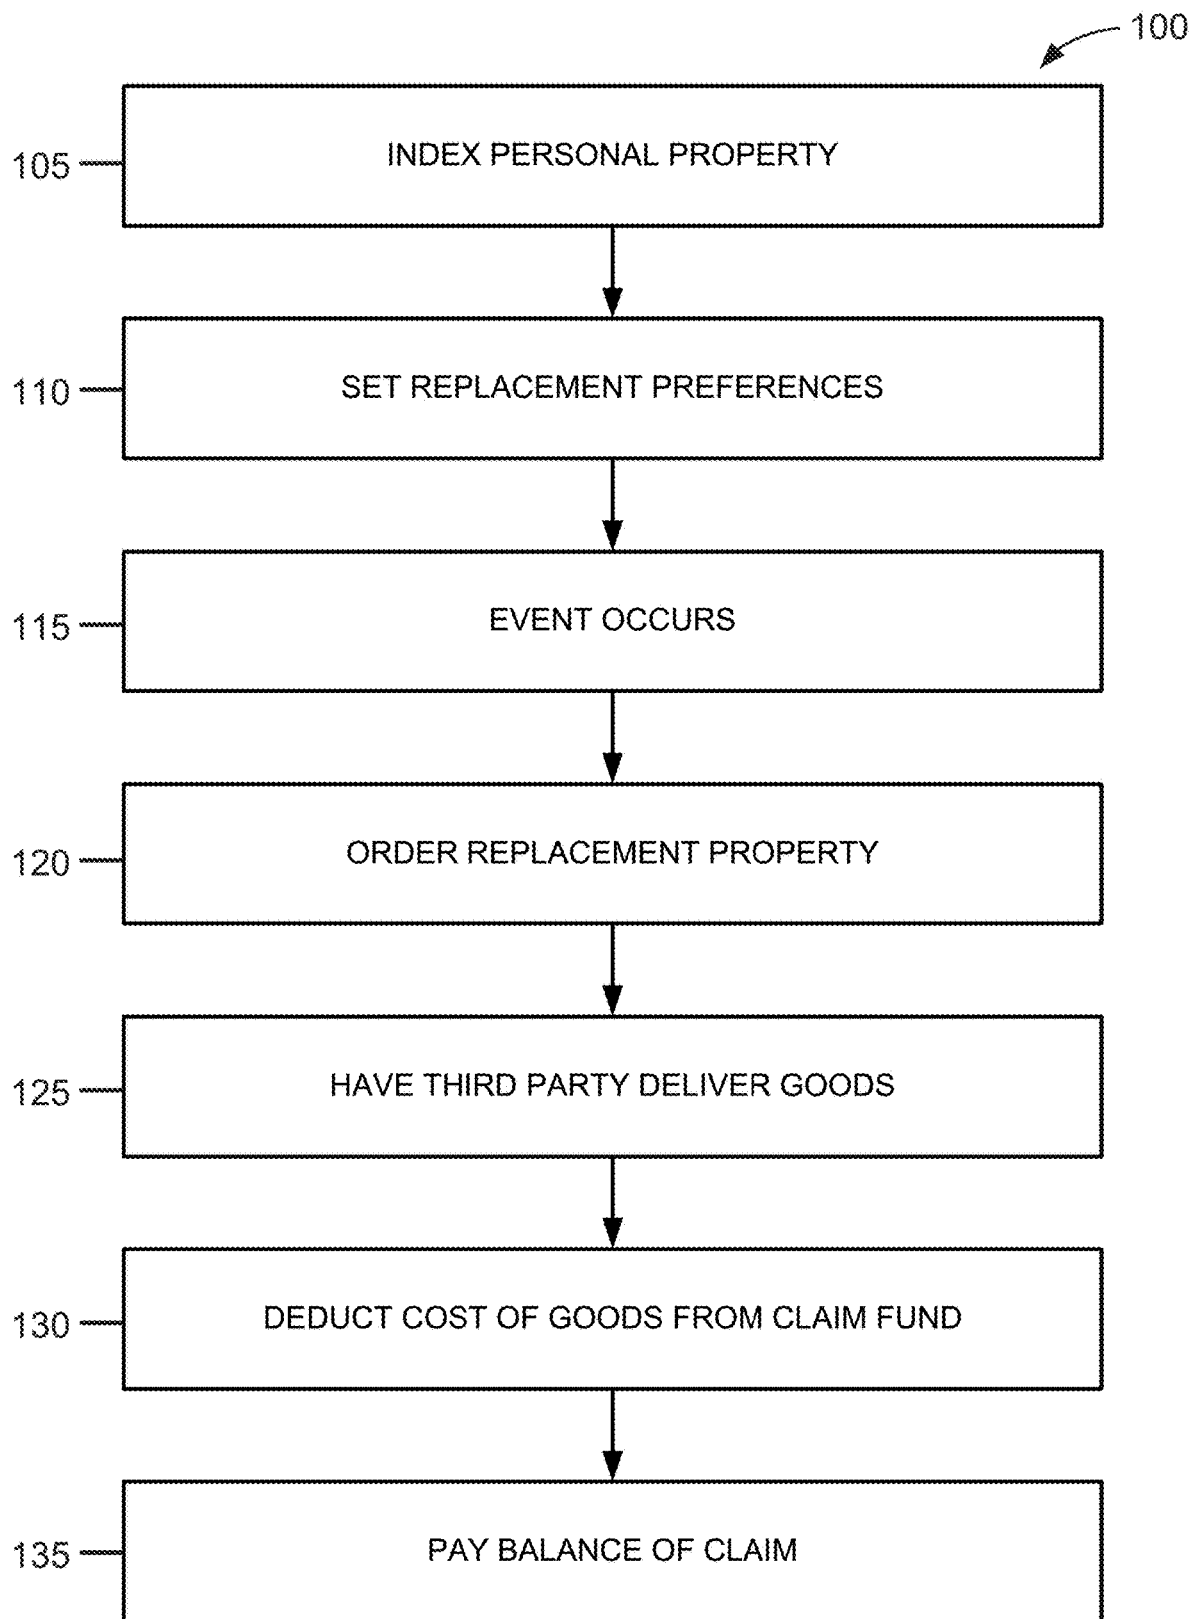 100
105
INDEX PERSONAL PROPERTY
110
SET REPLACEMENT PREFERENCES
115
EVENT OCCURS
120
ORDER REPLACEMENT PROPERTY
125
HAVE THIRD PARTY DELIVER GOODS
130
DEDUCT COST OF GOODS FROM CLAIM FUND
135
PAY BALANCE OF CLAIM